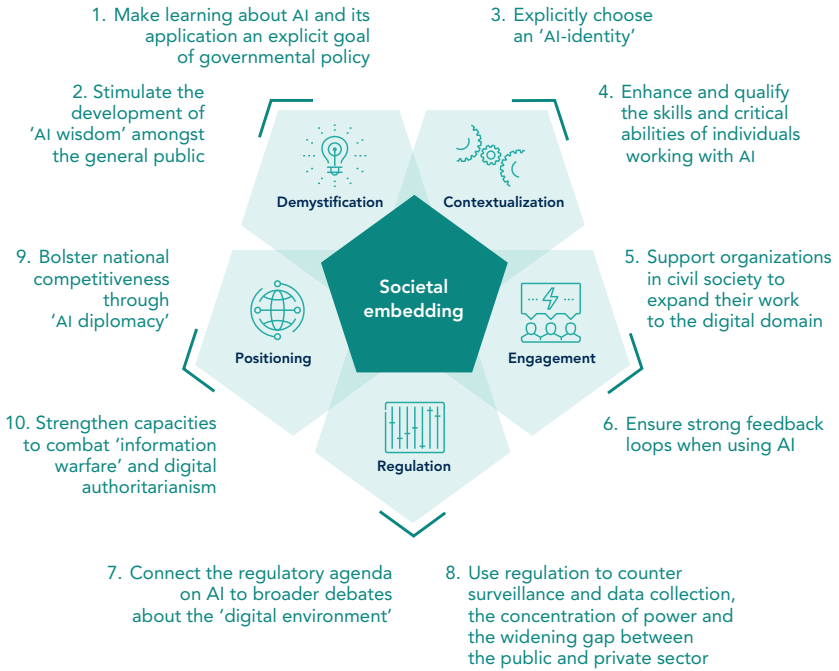 1. Make learning about AI and its
application an explicit goal
of governmental policy
2. Stimulate the
development of
'AI wisdom' amongst
the general public
3. Explicitly choose
an 'AI-identity'
4. Enhance and qualify
the skills and critical
abilities of individuals
working with AI
Demystification
Contextualization
Societal
embedding
Positioning
Engagement
Regulation
5. Support organizations
in civil society to
expand their work
to the digital domain
6. Ensure strong feedback
loops when using AI
7. Connect the regulatory agenda
on AI to broader debates
about the 'digital environment'
8. Use regulation to counter
surveillance and data collection,
the concentration of power and
the widening gap between
the public and private sector
9. Bolster national
competitiveness
through
'AI diplomacy'
10. Strengthen capacities
to combat 'information
warfare' and digital
authoritarianism